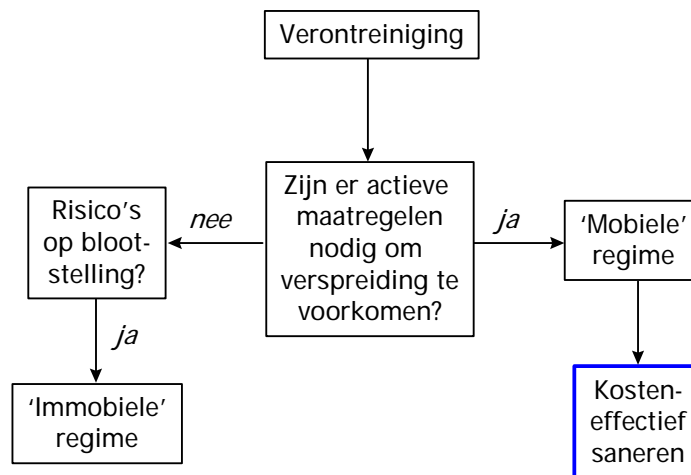 Verontreiniging
Zijn er actieve
maatregelen
nodig om
verspreiding te
voorkomen?
nee
ja
Risico's
op bloot-
stelling?
ja
'Immobiele'
regime
'Mobiele'
regime
Kosten-
effectief
saneren